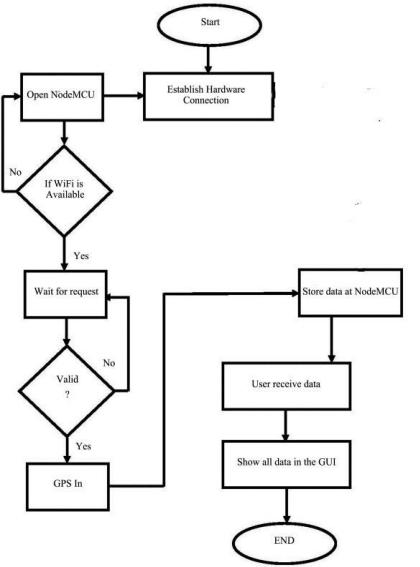 Start
Open NodeMCU
Establish Hardware
Connection
No
If WiFi is
Available
Yes
Wait for request
Store data at NodeMCU
No
Valid
?
User receive data
Yes
GPS In
Show all data in the GUI
END